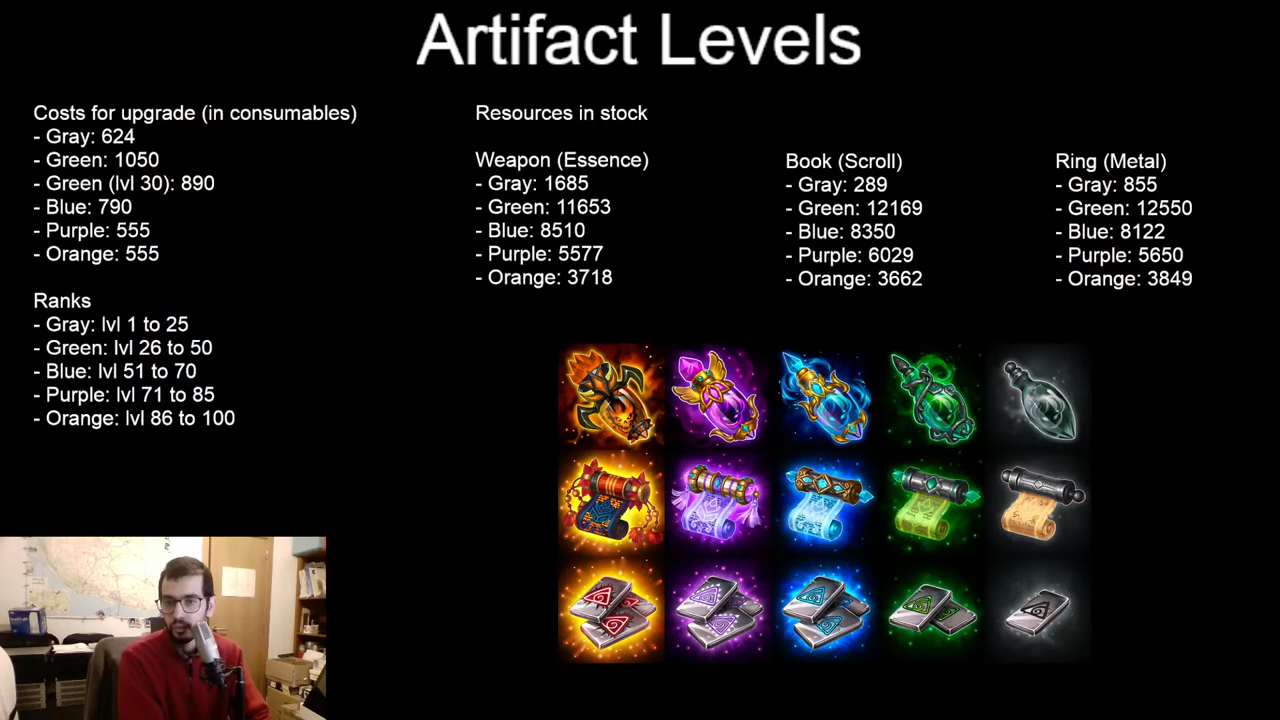 Artifact Levels
Costs for upgrade (in consumables)
- Gray: 624
- Green: 1050
- Green (lvl 30): 890
- Blue: 790
- Purple: 555
- Orange: 555
Ranks
- Gray: lvl 1 to 25
- Green: lvl 26 to 50
- Blue: lvl 51 to 70
- Purple: lvl 71 to 85
- Orange: lvl 86 to 100
Resources in stock
Weapon (Essence)
- Gray: 1685
- Green: 11653
- Blue: 8510
- Purple: 5577
- Orange: 3718
Book (Scroll)
- Gray: 289
- Green: 12169
- Blue: 8350
- Purple: 6029
- Orange: 3662
Ring (Metal)
- Gray: 855
- Green: 12550
- Blue: 8122
- Purple: 5650
- Orange: 3849